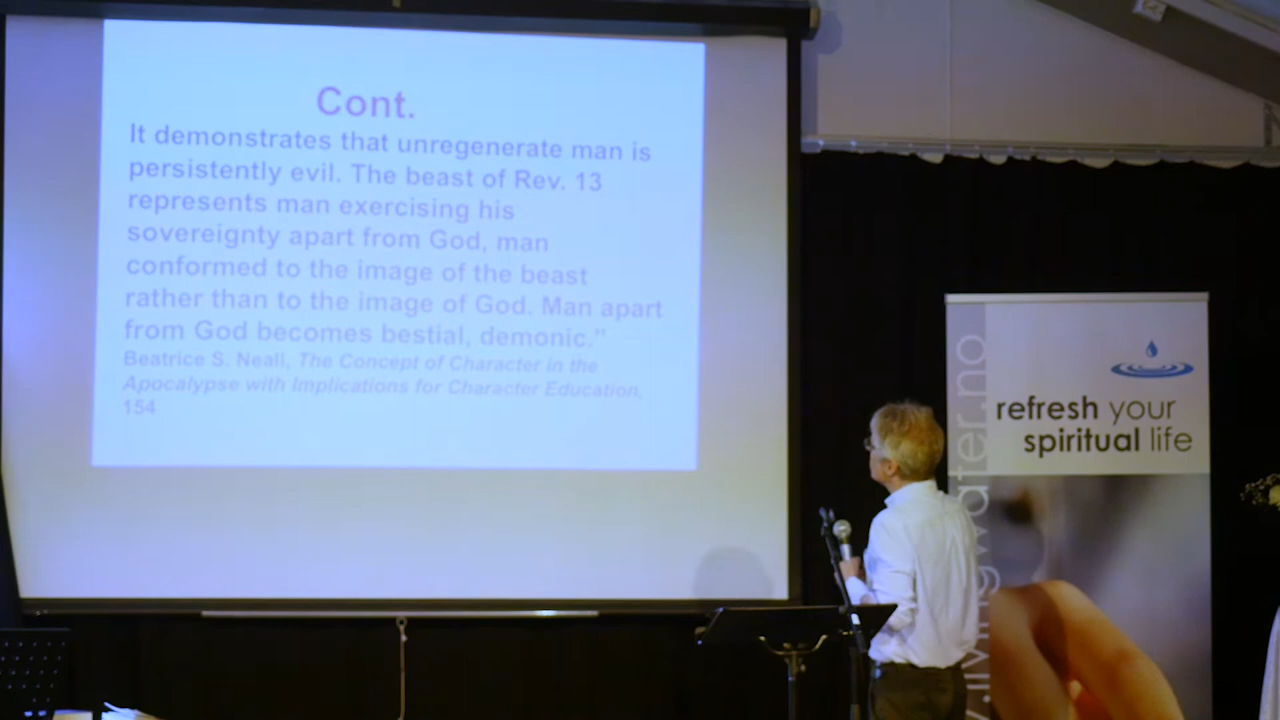 Cont.
It demonstrates that unregenerate man is
persistently evil. The beast of Rev. 13
represents man exercising his
sovereignty apart from God, man
conformed to the image of the beast
rather than to the image of God. Man apart
from God becomes bestial, demonic.”
Beatrice S. Neall, The Concept of Character in the
Apocalypse with Implications for Character Education,
154
refresh your
spiritual life
.livingwater.no